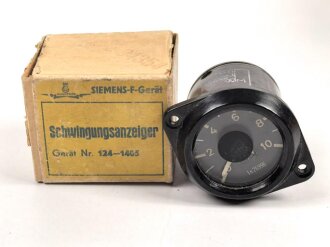 SIEMENS-F-Gerät
Schwingungsanzeiger
Gerät Nr. 124—1405
2
4
6
8
10